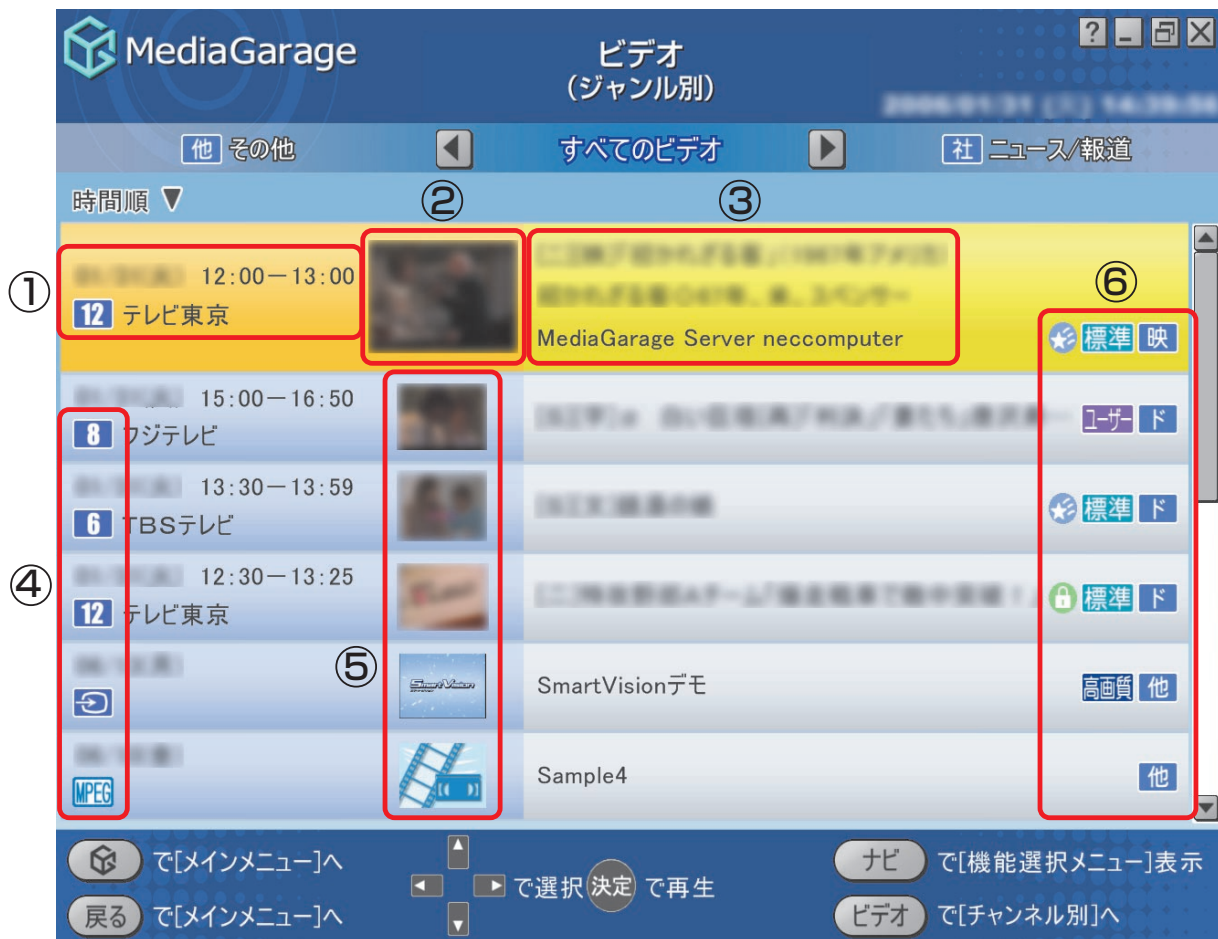 MediaGarage
ビデオ
(ジャンル別)
?
他 その他
すべてのビデオ
社 ニュース/報道
時間順 ▼
②
③
①
12:00－13:00
12 テレビ東京
MediaGarage Server neccomputer
⑥
標準 映
15:00－16:50
8 フジテレビ
ユーザー ド
13:30－13:59
6 TBSテレビ
標準 ド
④
12:30－13:25
12 テレビ東京
標準 ド
⑤
SmartVision
SmartVisionデモ
高画質 他
MPEG
Sample4
他
で[メインメニュー]へ
で選択 決定 で再生
ナビ で[機能選択メニュー]表示
戻る で[メインメニュー]へ
ビデオ で[チャンネル別]へ